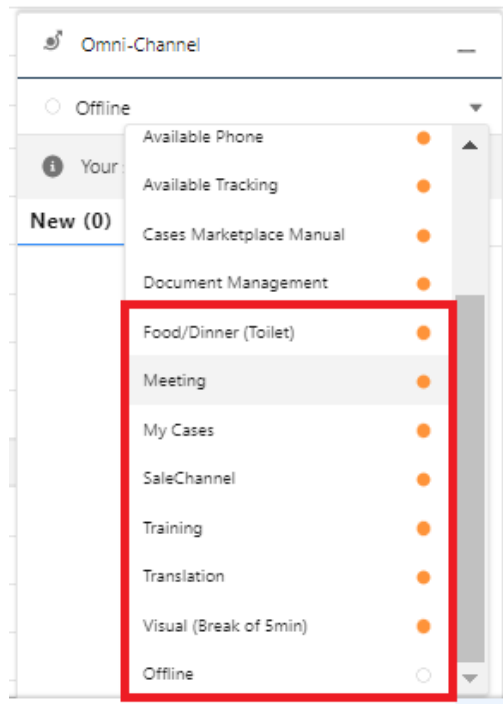 Omni-Channel
Offline
Available Phone
Your
Available Tracking
New (0)
Cases Marketplace Manual
Document Management
Food/Dinner (Toilet)
Meeting
My Cases
SaleChannel
Training
Translation
Visual (Break of 5min)
Offline